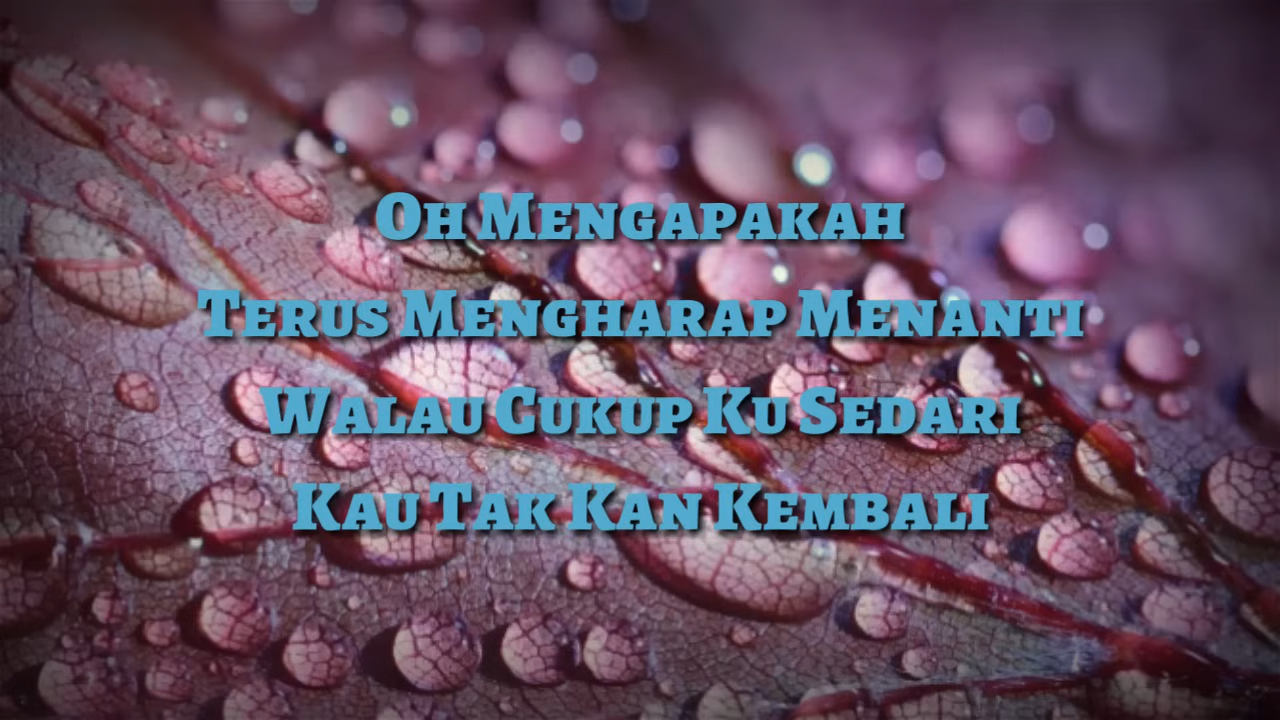 Oh Mengapakah
Terus Mengharap Menanti
Walau Cukup Ku Sedari
Kau Tak Kan Kembali